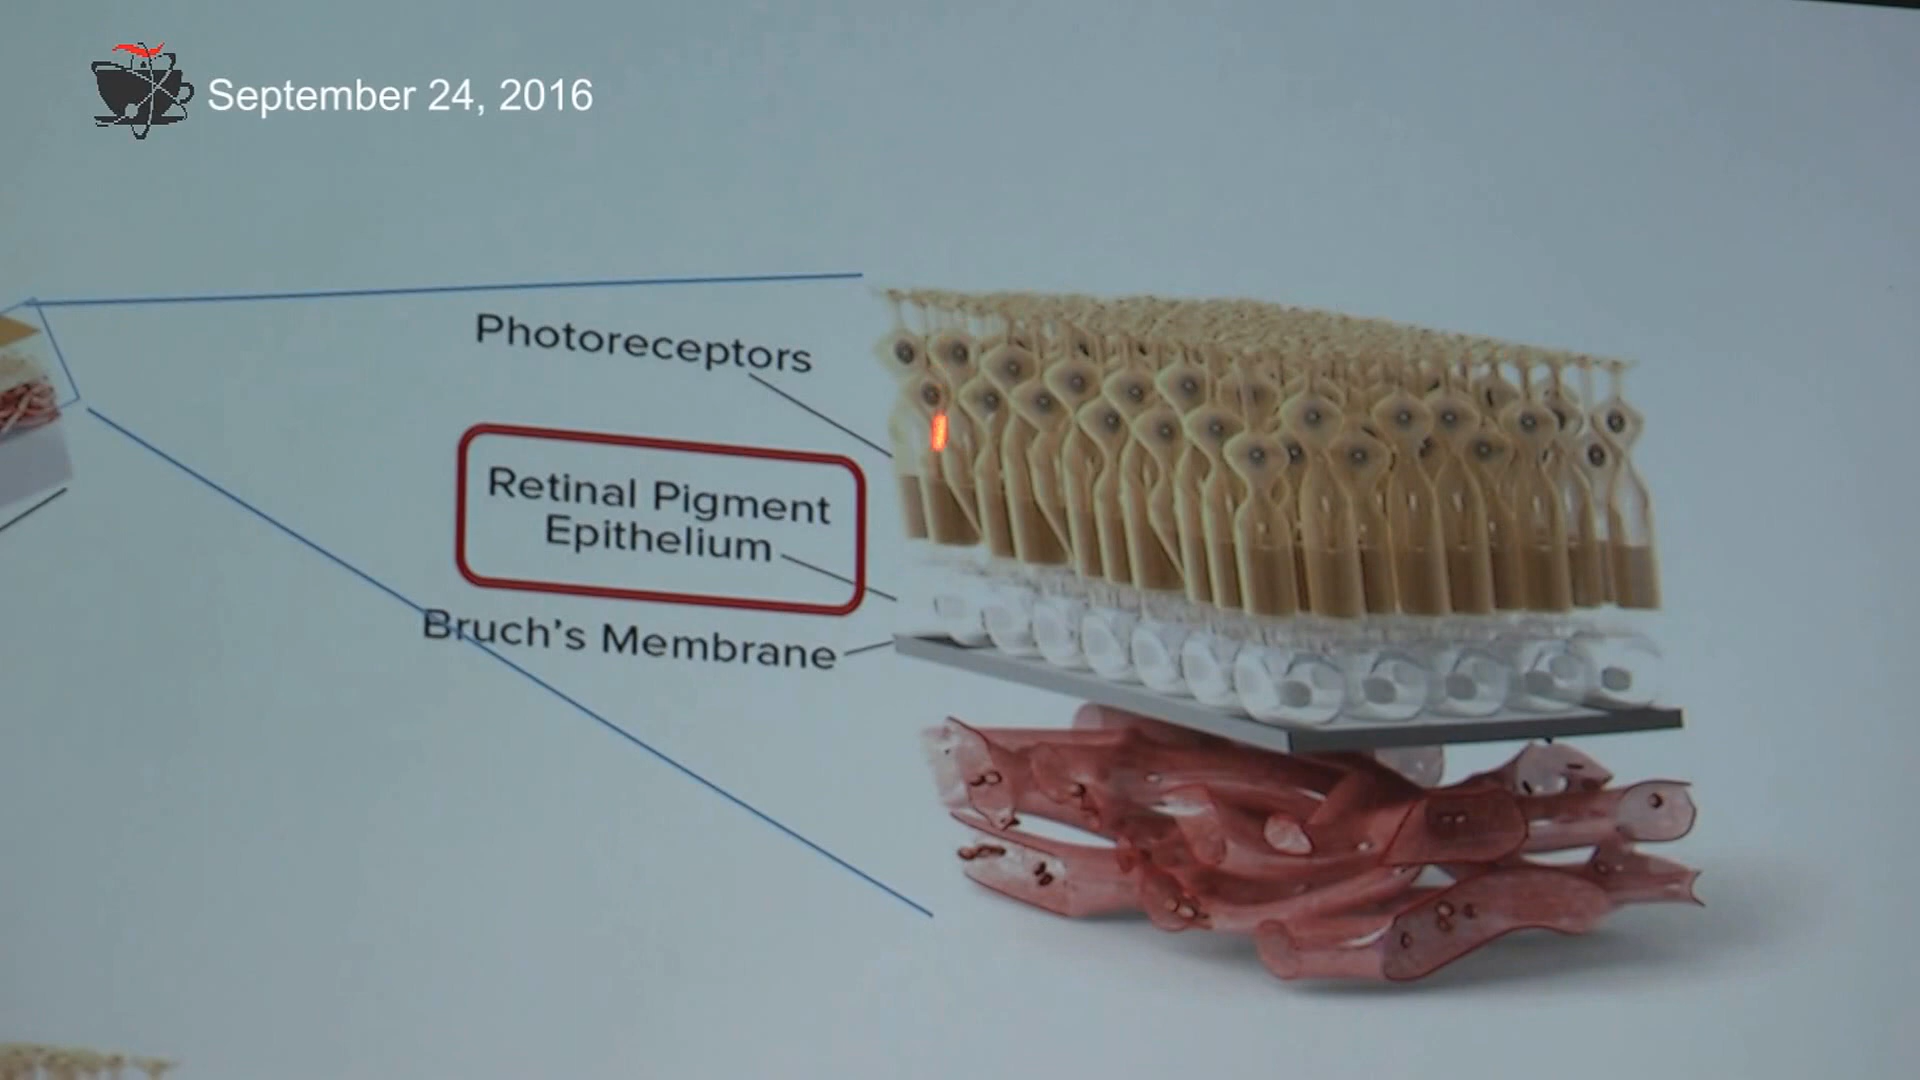 September 24, 2016
Photoreceptors
Retinal Pigment
Epithelium
Bruch's Membrane